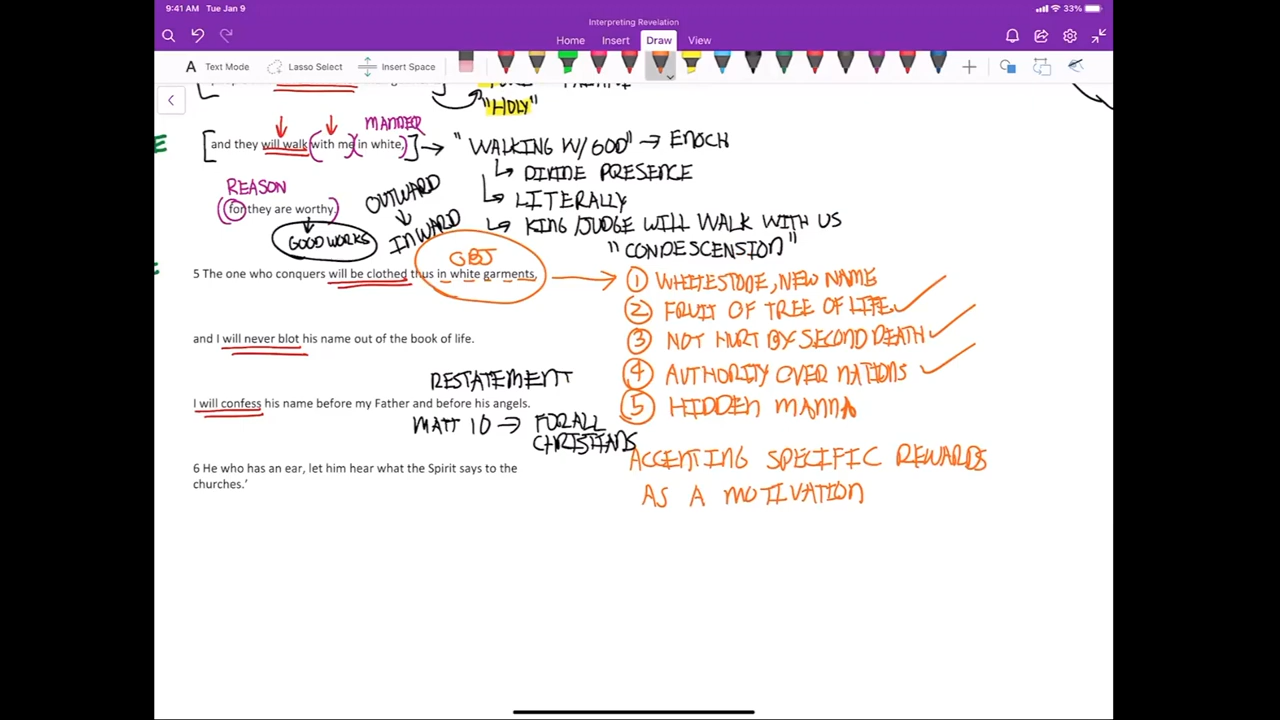 9:41 AM Tue Jan 9
33%
Interpreting Revelation
Home Insert Draw View
Text Mode Lasso Select Insert Space
"HOLY"
MANNER
[and they will walk (with me)(in white,)] → "WALKING W/ GOD" → ENOCH
DIVINE PRESENCE
REASON
OUTWARD
LITERALLY
(for they are worthy.)
INWARD
KING/JUDGE WILL WALK WITH US
GOOD WORKS
"CONDESCENSION"
OBJ
5 The one who conquers will be clothed thus in white garments,
① WHITESTONE, NEW NAME
② FRUIT OF TREE OF LIFE
③ NOT HURT BY SECOND DEATH
and I will never blot his name out of the book of life.
④ AUTHORITY OVER NATIONS
RESTATEMENT
⑤ HIDDEN MANNA
I will confess his name before my Father and before his angels.
MATT 10 → FOR ALL
CHRISTIANS
ACCENTING SPECIFIC REWARDS
AS A MOTIVATION
6 He who has an ear, let him hear what the Spirit says to the
churches.'